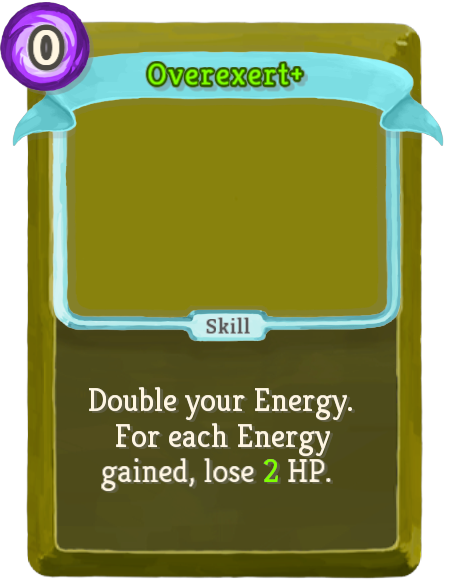 0
Overexert+
Skill
Double your Energy.
For each Energy
gained, lose 2 HP.